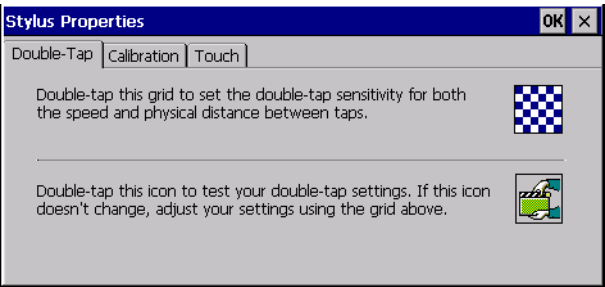 Stylus Properties OK ×
Double-Tap Calibration Touch
Double-tap this grid to set the double-tap sensitivity for both
the speed and physical distance between taps.
Double-tap this icon to test your double-tap settings. If this icon
doesn't change, adjust your settings using the grid above.